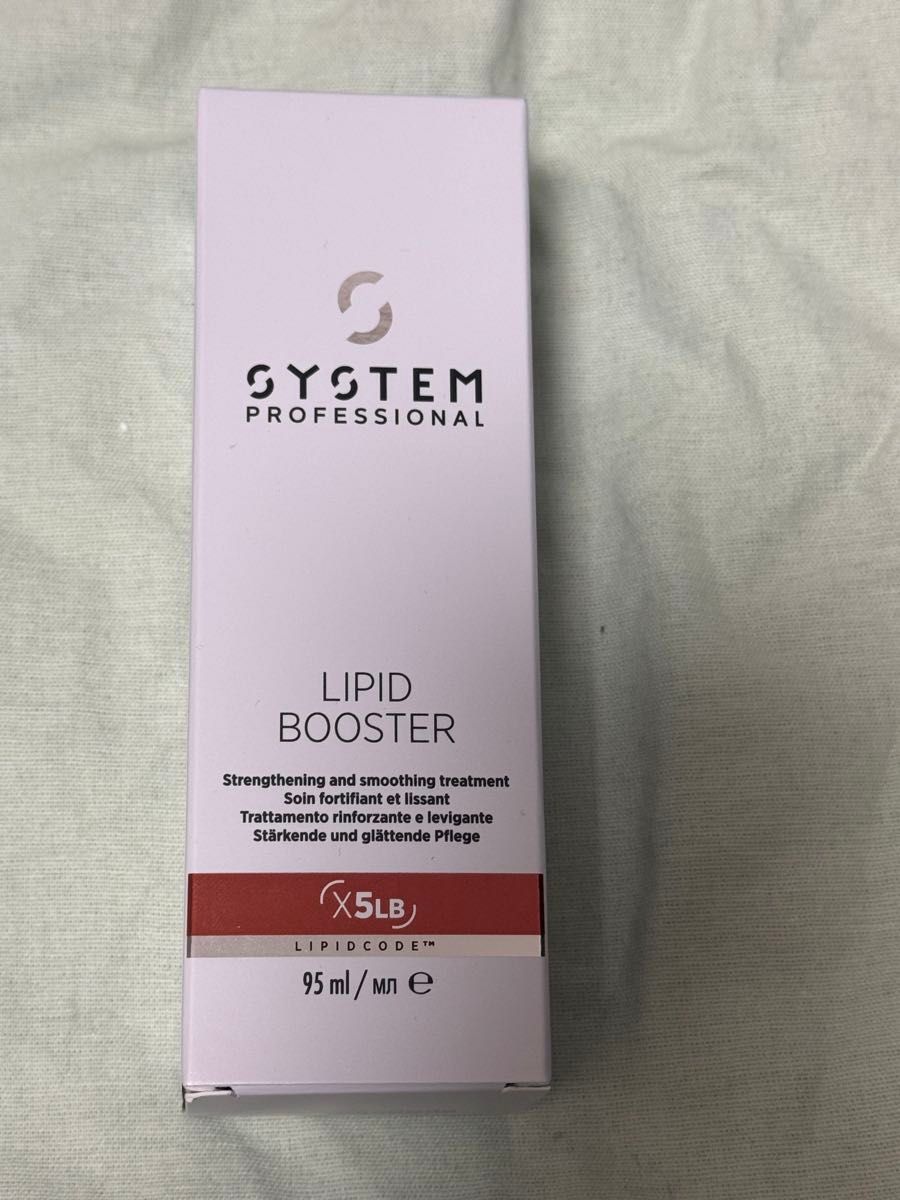 SYSTEM
PROFESSIONAL
LIPID
BOOSTER
Strengthening and smoothing treatment
Soin fortifiant et lissant
Trattamento rinforzante e levigante
Stärkende und glättende Pflege
X5LB
LIPIDCODE™
95 ml / мл ℮